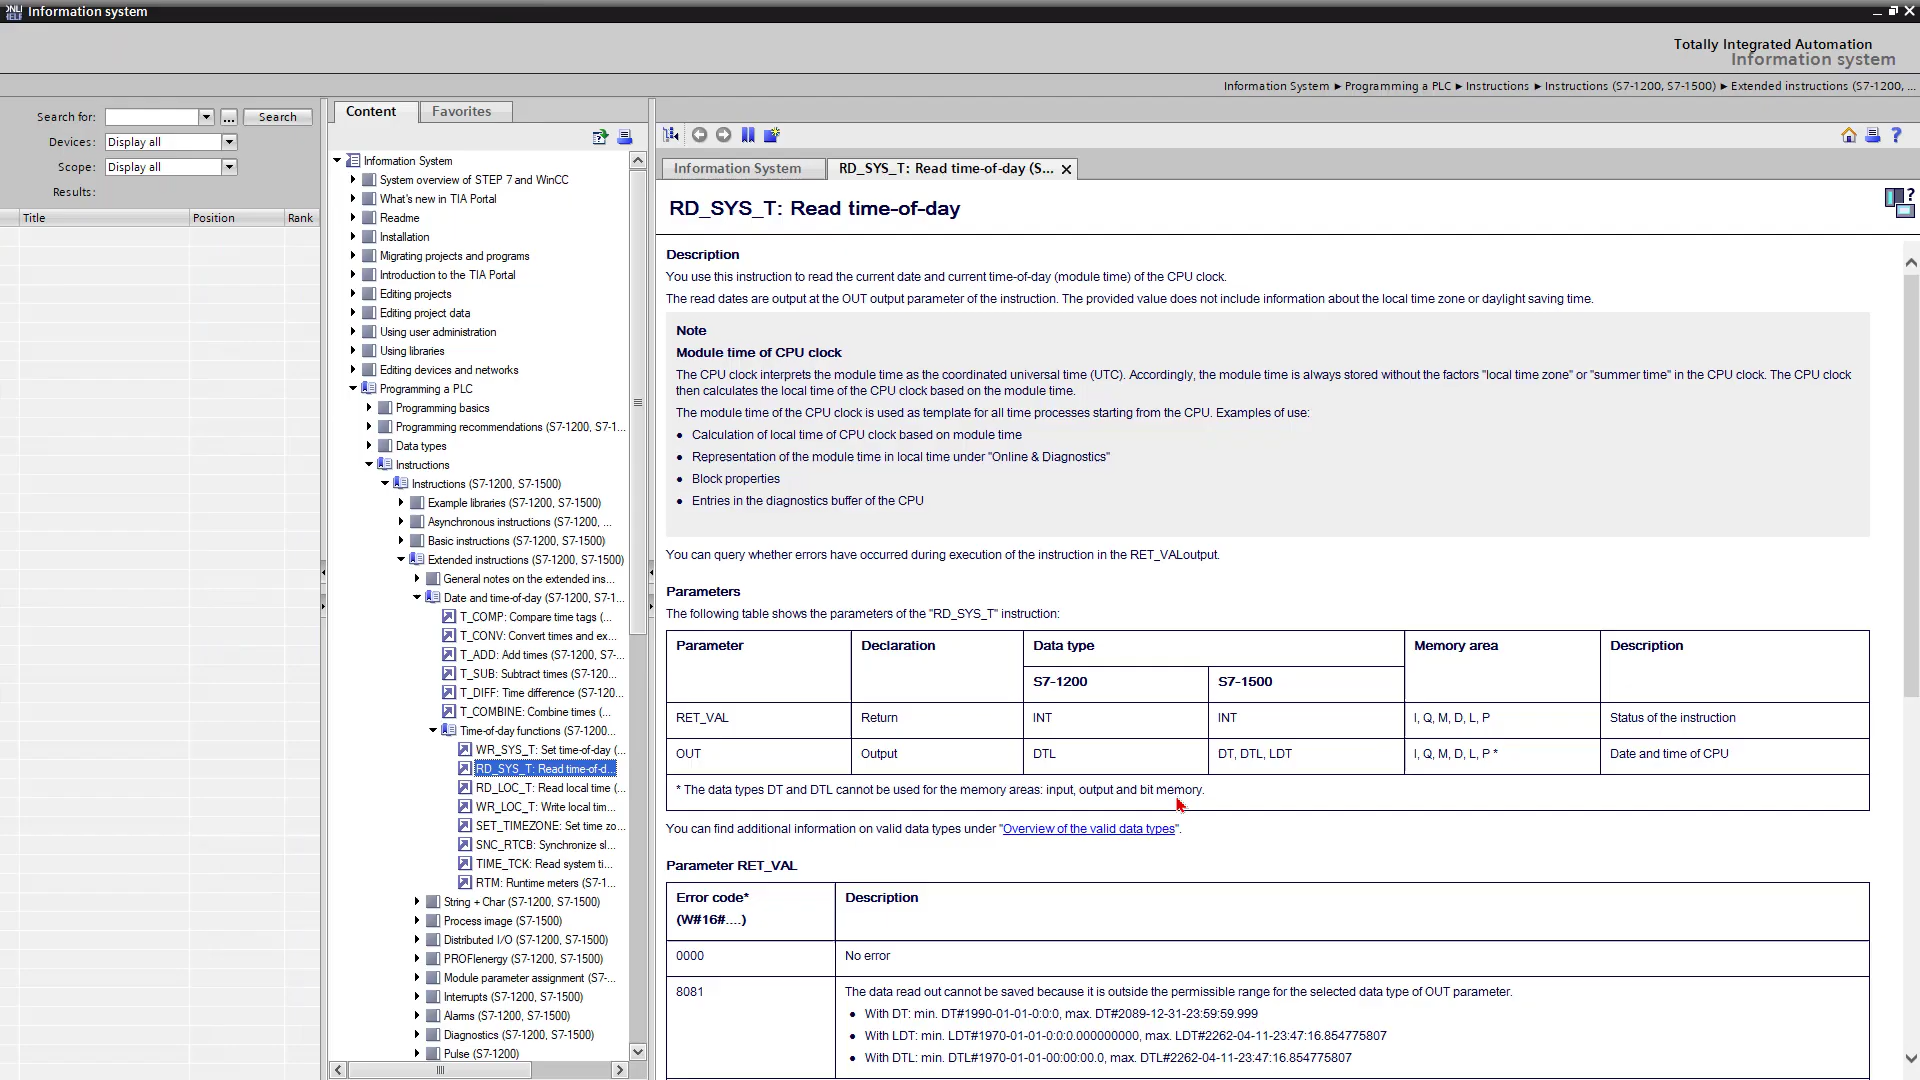 ONLI
HELP
Information system
Totally Integrated Automation
Information system
Information System ▸ Programming a PLC ▸ Instructions ▸ Instructions (S7-1200, S7-1500) ▸ Extended instructions (S7-1200, ...
Search for:
...
Search
Devices:
Display all
Scope:
Display all
Results:
Title
Position
Rank
Content
Favorites
Information System
System overview of STEP 7 and WinCC
What's new in TIA Portal
Readme
Installation
Migrating projects and programs
Introduction to the TIA Portal
Editing projects
Editing project data
Using user administration
Using libraries
Editing devices and networks
Programming a PLC
Programming basics
Programming recommendations (S7-1200, S7-1...
Data types
Instructions
Instructions (S7-1200, S7-1500)
Example libraries (S7-1200, S7-1500)
Asynchronous instructions (S7-1200, ...
Basic instructions (S7-1200, S7-1500)
Extended instructions (S7-1200, S7-1500)
General notes on the extended ins...
Date and time-of-day (S7-1200, S7-1...
T_COMP: Compare time tags (...
T_CONV: Convert times and ex...
T_ADD: Add times (S7-1200, S7-...
T_SUB: Subtract times (S7-120...
T_DIFF: Time difference (S7-120...
T_COMBINE: Combine times (...
Time-of-day functions (S7-1200...
WR_SYS_T: Set time-of-day (...
RD_SYS_T: Read time-of-d...
RD_LOC_T: Read local time (...
WR_LOC_T: Write local tim...
SET_TIMEZONE: Set time zo...
SNC_RTCB: Synchronize sl...
TIME_TCK: Read system ti...
RTM: Runtime meters (S7-1...
String + Char (S7-1200, S7-1500)
Process image (S7-1500)
Distributed I/O (S7-1200, S7-1500)
PROFIenergy (S7-1200, S7-1500)
Module parameter assignment (S7-...
Interrupts (S7-1200, S7-1500)
Alarms (S7-1200, S7-1500)
Diagnostics (S7-1200, S7-1500)
Pulse (S7-1200)
Information System
RD_SYS_T: Read time-of-day (S...
RD_SYS_T: Read time-of-day
Description
You use this instruction to read the current date and current time-of-day (module time) of the CPU clock.
The read dates are output at the OUT output parameter of the instruction. The provided value does not include information about the local time zone or daylight saving time.
Note
Module time of CPU clock
The CPU clock interprets the module time as the coordinated universal time (UTC). Accordingly, the module time is always stored without the factors "local time zone" or "summer time" in the CPU clock. The CPU clock
then calculates the local time of the CPU clock based on the module time.
The module time of the CPU clock is used as template for all time processes starting from the CPU. Examples of use:
● Calculation of local time of CPU clock based on module time
● Representation of the module time in local time under "Online & Diagnostics"
● Block properties
● Entries in the diagnostics buffer of the CPU
You can query whether errors have occurred during execution of the instruction in the RET_VALoutput.
Parameters
The following table shows the parameters of the "RD_SYS_T" instruction:
Parameter Declaration Data type Memory area Description
S7-1200 S7-1500
RET_VAL Return INT INT I, Q, M, D, L, P Status of the instruction
OUT Output DTL DT, DTL, LDT I, Q, M, D, L, P * Date and time of CPU
* The data types DT and DTL cannot be used for the memory areas: input, output and bit memory.
You can find additional information on valid data types under "Overview of the valid data types".
Parameter RET_VAL
Error code* Description
(W#16#....)
0000 No error
8081 The data read out cannot be saved because it is outside the permissible range for the selected data type of OUT parameter.
● With DT: min. DT#1990-01-01-0:0:0, max. DT#2089-12-31-23:59:59.999
● With LDT: min. LDT#1970-01-01-0:0:0.000000000, max. LDT#2262-04-11-23:47:16.854775807
● With DTL: min. DTL#1970-01-01-00:00:00.0, max. DTL#2262-04-11-23:47:16.854775807